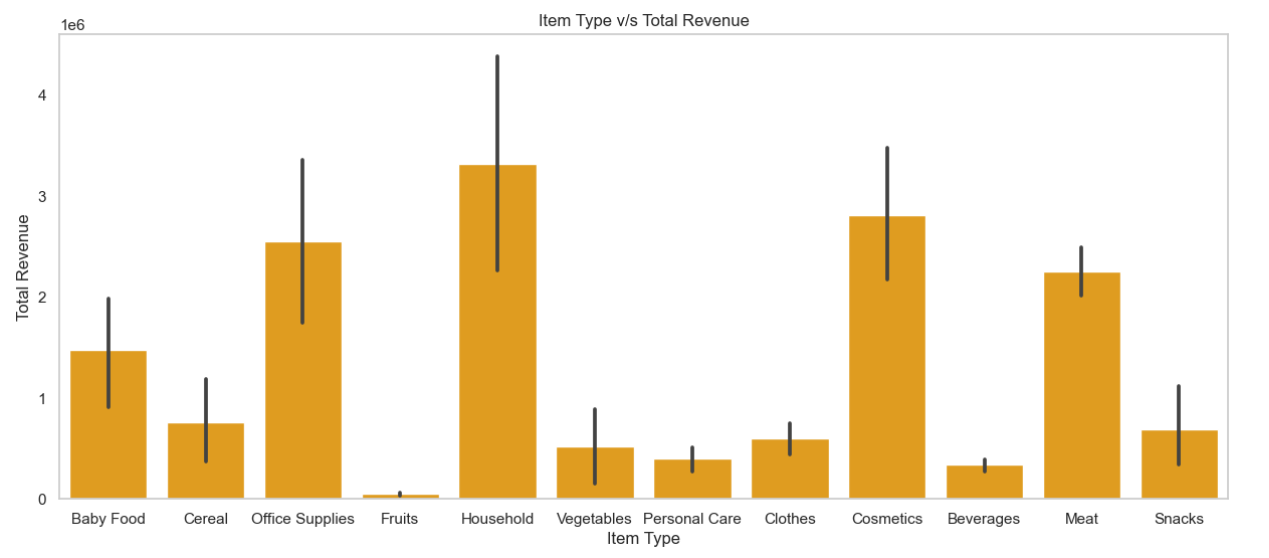 Item Type v/s Total Revenue
1e6
4
3
2
1
0
Total Revenue
Baby Food Cereal Office Supplies Fruits Household Vegetables Personal Care Clothes Cosmetics Beverages Meat Snacks
Item Type